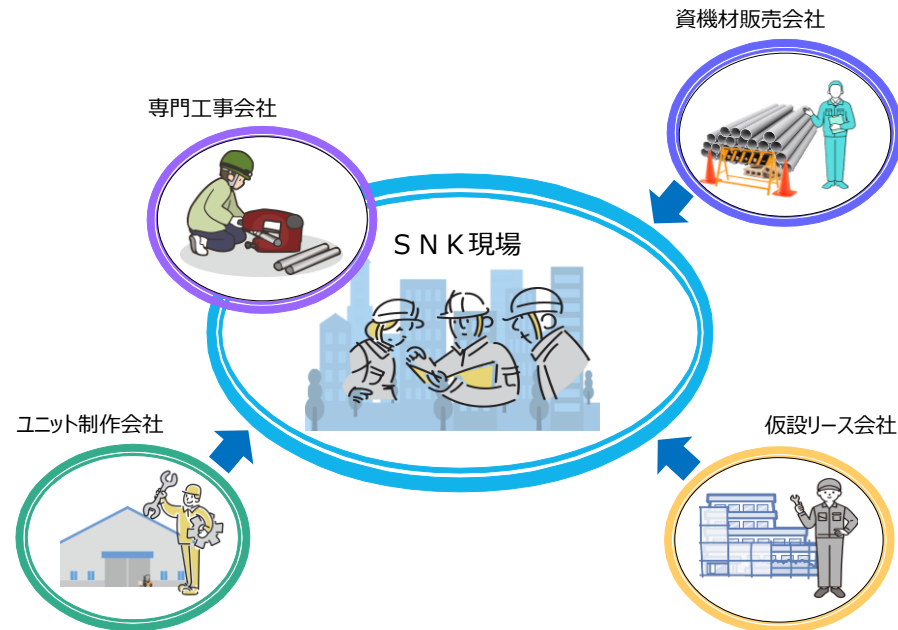 資機材販売会社
専門工事会社
ＳＮＫ現場
ユニット制作会社
仮設リース会社